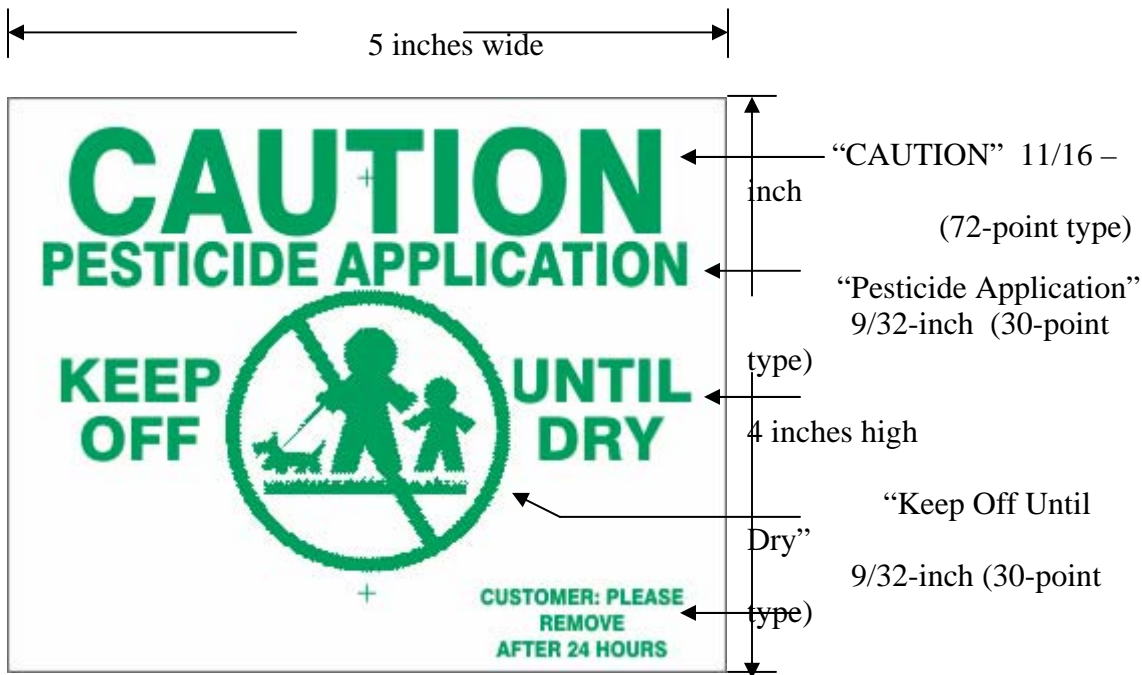 5 inches wide
CAUTION
PESTICIDE APPLICATION
KEEP
OFF
UNTIL
DRY
CUSTOMER: PLEASE
REMOVE
AFTER 24 HOURS
“CAUTION” 11/16 –
inch
(72-point type)
“Pesticide Application”
9/32-inch (30-point
type)
4 inches high
“Keep Off Until
Dry”
9/32-inch (30-point
type)